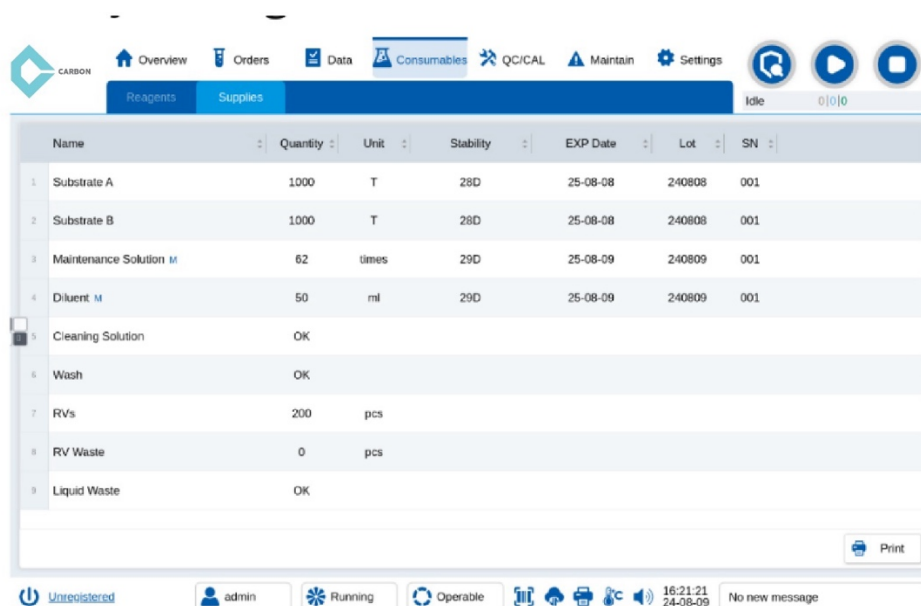 CARBON
Overview Orders Data Consumables QC/CAL Maintain Settings
Reagents Supplies
Idle 0|0|0
Name Quantity Unit Stability EXP Date Lot SN
1 Substrate A 1000 T 28D 25-08-08 240808 001
2 Substrate B 1000 T 28D 25-08-08 240808 001
3 Maintenance Solution M 62 times 29D 25-08-09 240809 001
4 Diluent M 50 ml 29D 25-08-09 240809 001
5 Cleaning Solution OK
6 Wash OK
7 RVs 200 pcs
8 RV Waste 0 pcs
9 Liquid Waste OK
Print
Unregistered admin Running Operable 16:21:21 No new message
24-08-09